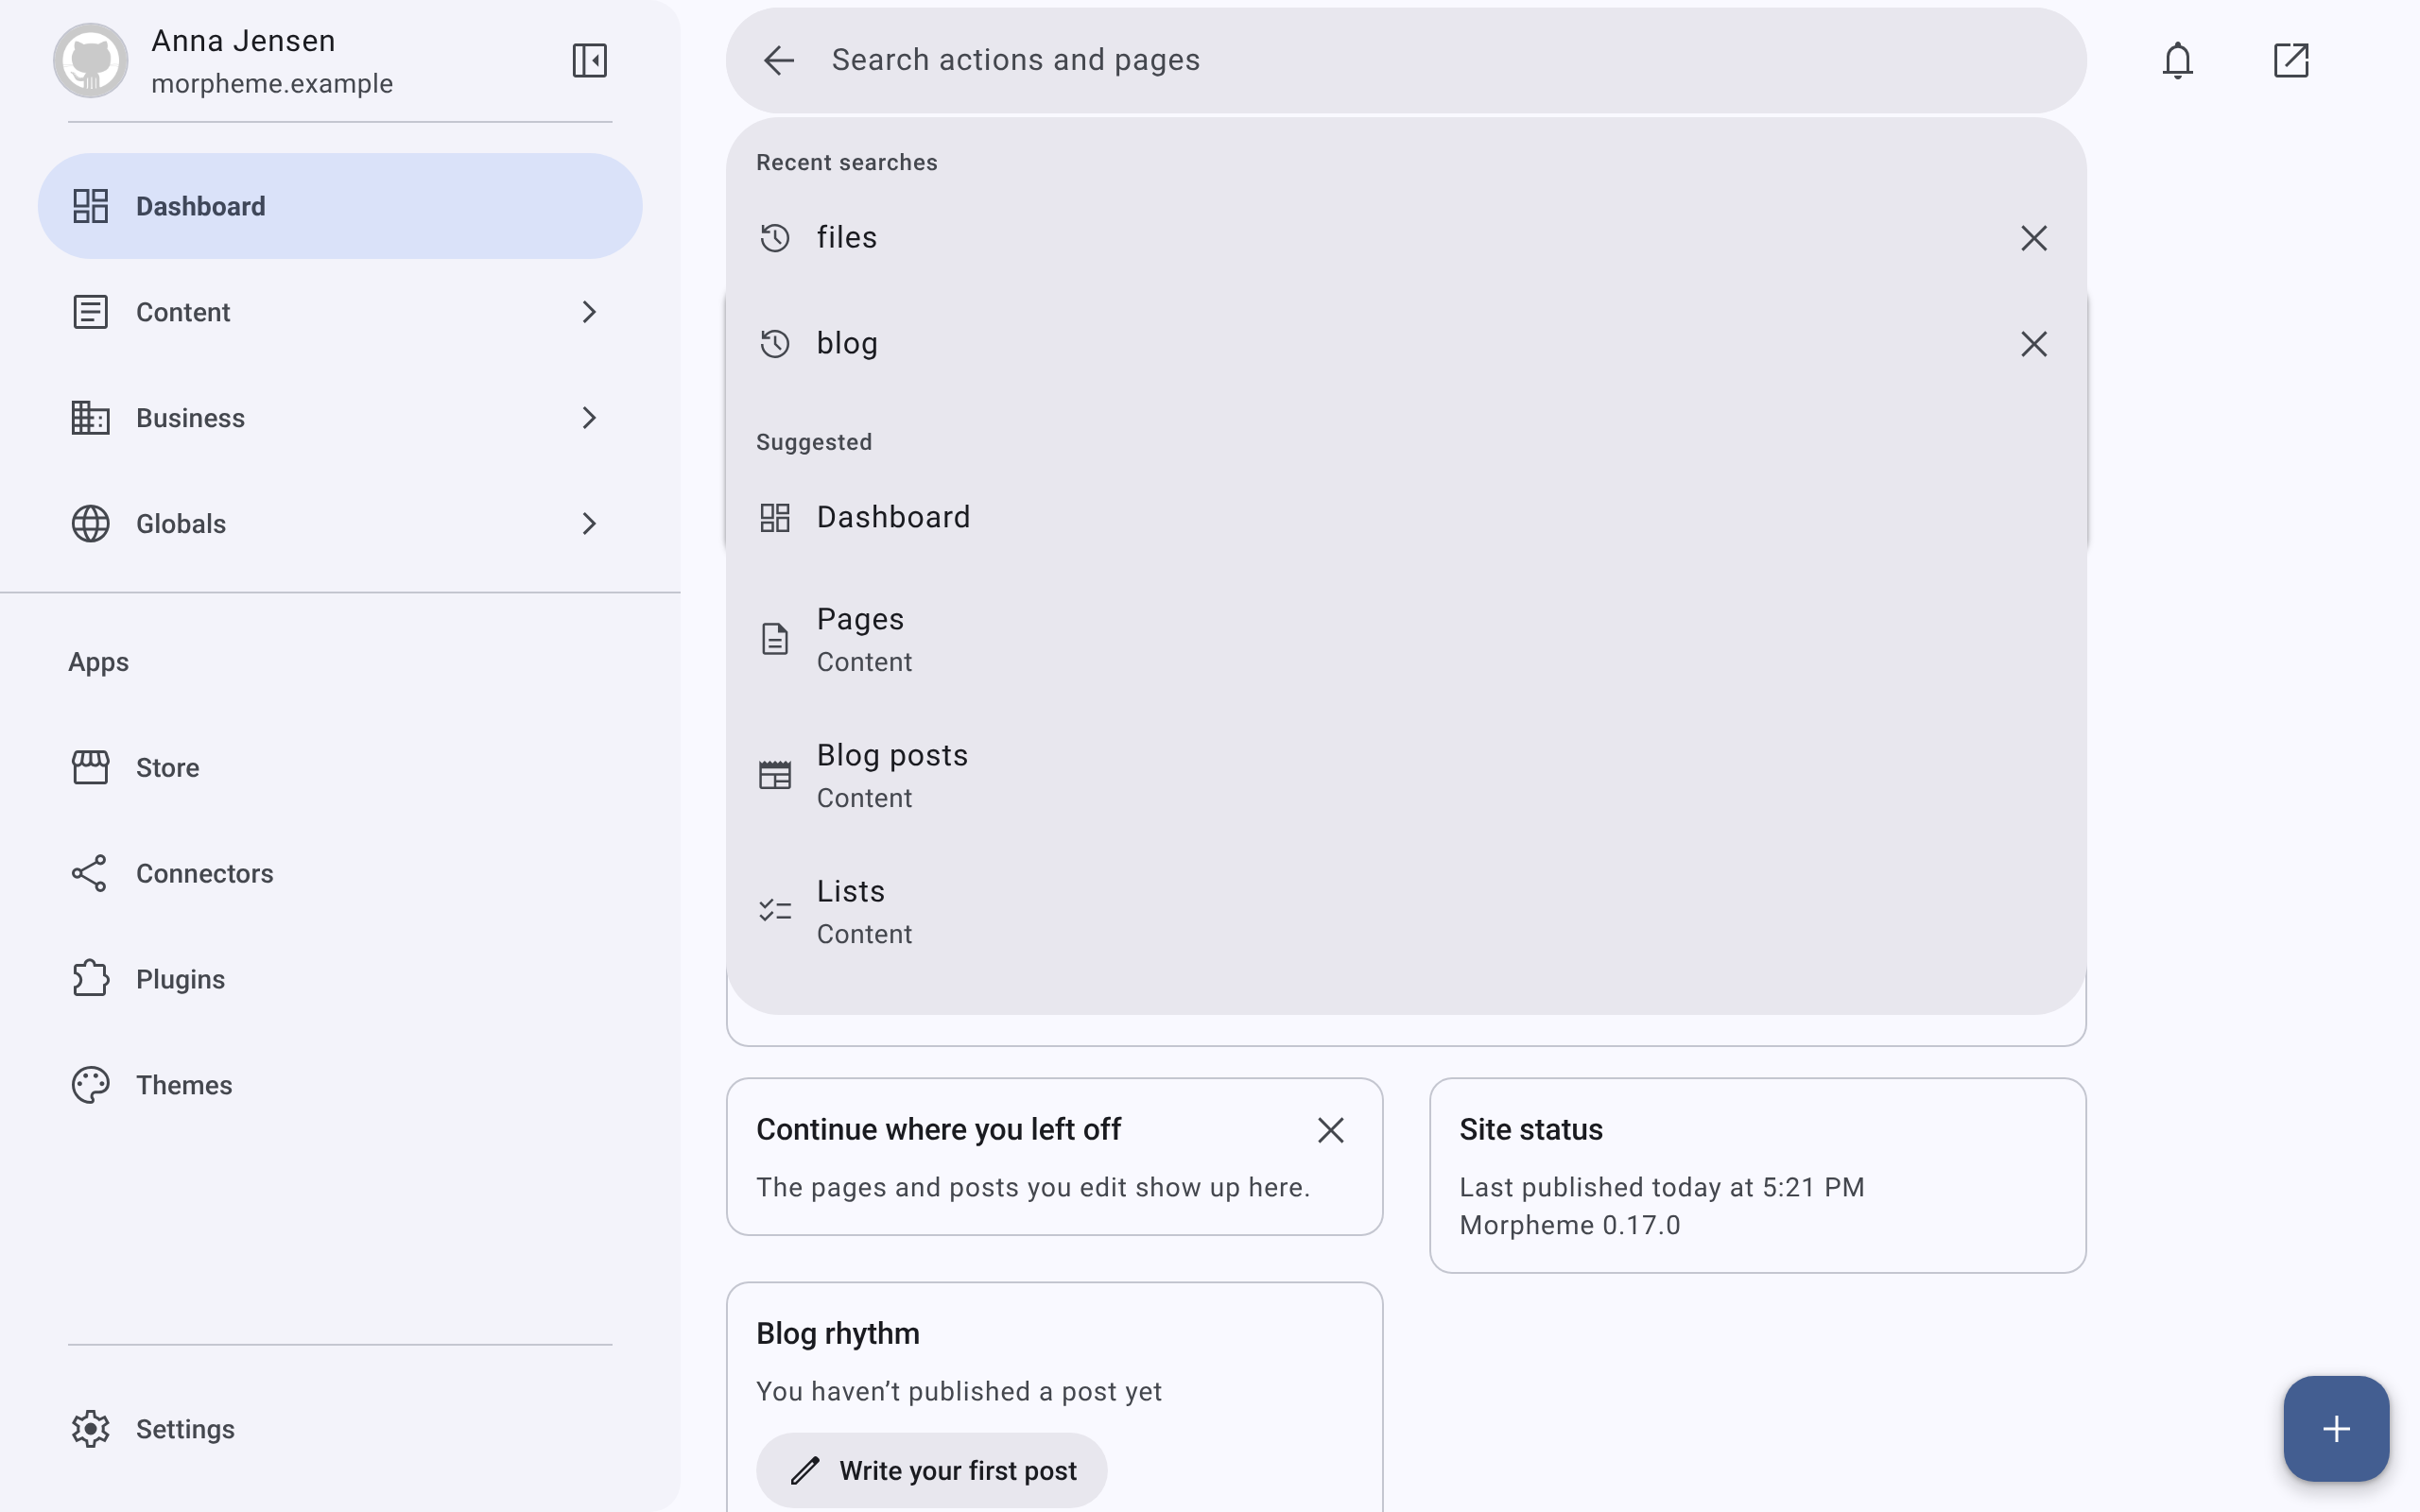 Anna Jensen
morpheme.example
Dashboard
Content
Business
Globals
Apps
Store
Connectors
Plugins
Themes
Settings
Search actions and pages
Recent searches
files
blog
Suggested
Dashboard
Pages
Content
Blog posts
Content
Lists
Content
Continue where you left off
The pages and posts you edit show up here.
Site status
Last published today at 5:21 PM
Morpheme 0.17.0
Blog rhythm
You haven’t published a post yet
Write your first post